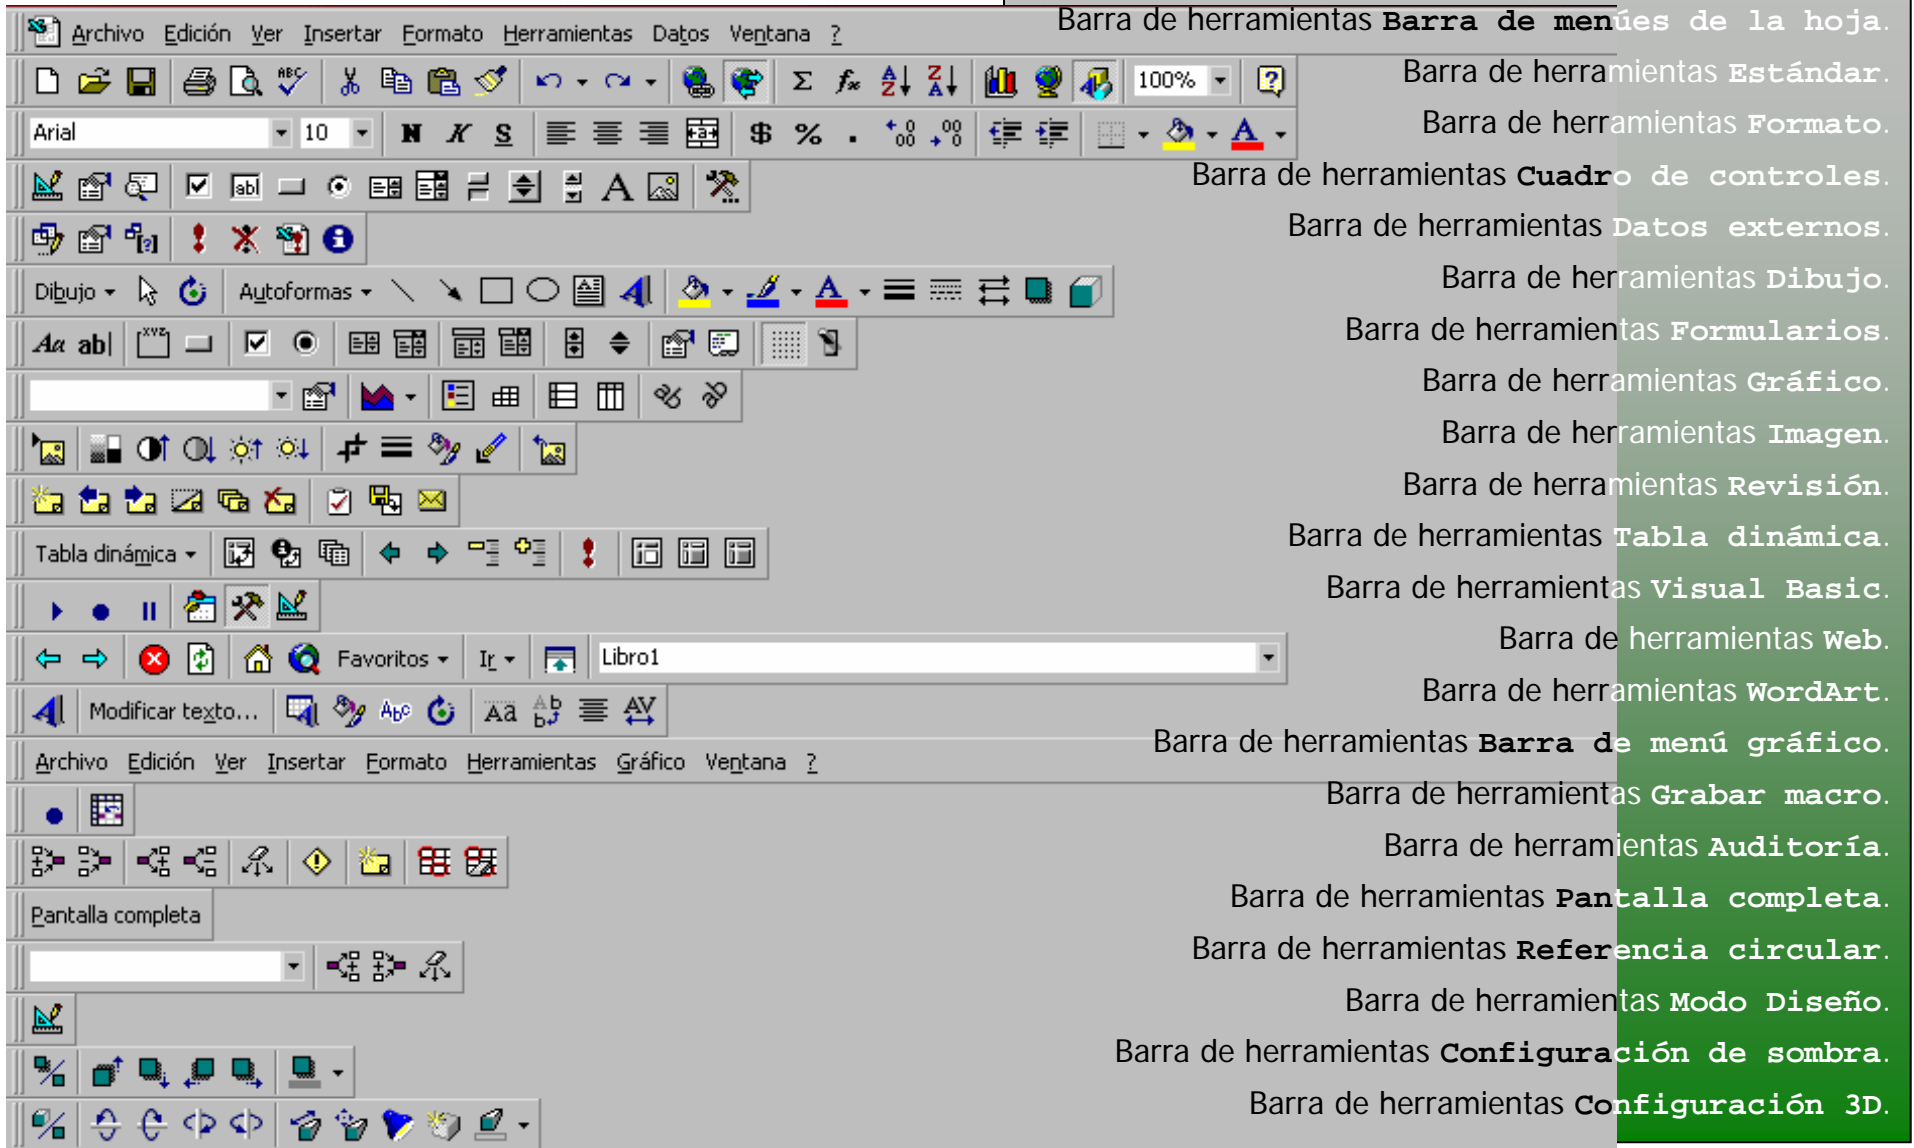 Archivo Edición Ver Insertar Formato Herramientas Datos Ventana ? Barra de herramientas Barra de menúes de la hoja.
100% Barra de herramientas Estándar.
Arial 10 N K S $ % Barra de herramientas Formato.
Barra de herramientas Cuadro de controles.
Barra de herramientas Datos externos.
Dibujo Autoformas Barra de herramientas Dibujo.
Aa ab| Barra de herramientas Formularios.
Barra de herramientas Gráfico.
Barra de herramientas Imagen.
Barra de herramientas Revisión.
Tabla dinámica Barra de herramientas Tabla dinámica.
Barra de herramientas Visual Basic.
Favoritos Ir Libro1 Barra de herramientas Web.
Modificar texto... Abc Aa Ab AV Barra de herramientas WordArt.
Archivo Edición Ver Insertar Formato Herramientas Gráfico Ventana ? Barra de herramientas Barra de menú gráfico.
Barra de herramientas Grabar macro.
Barra de herramientas Auditoría.
Pantalla completa Barra de herramientas Pantalla completa.
Barra de herramientas Referencia circular.
Barra de herramientas Modo Diseño.
Barra de herramientas Configuración de sombra.
Barra de herramientas Configuración 3D.